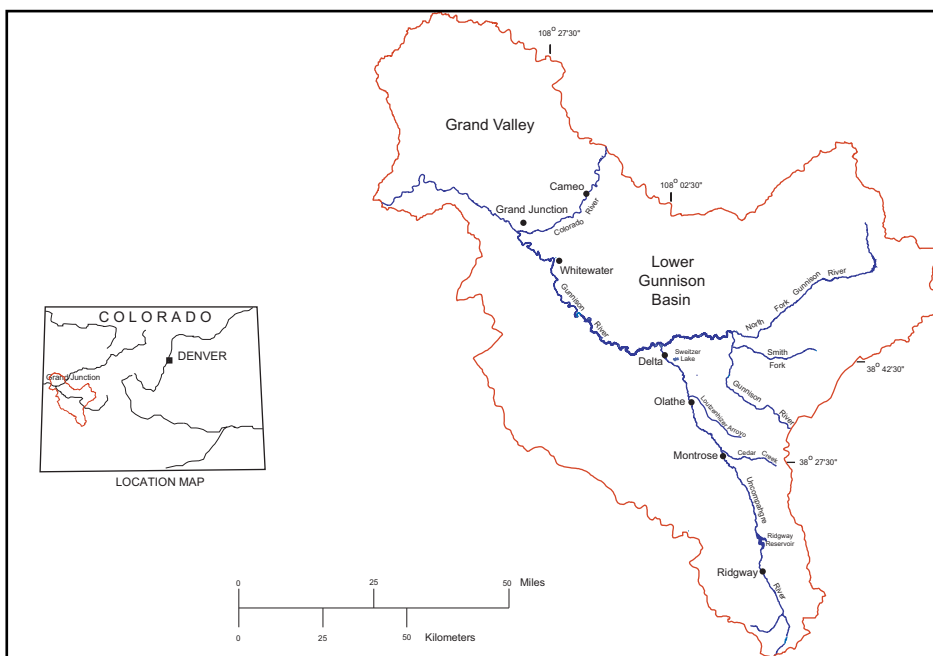 108° 27'30"
Grand Valley
108° 02'30"
Cameo
Grand Junction
Colorado River
Whitewater
Lower
Gunnison
Basin
Gunnison River
North Fork Gunnison River
COLORADO
DENVER
Grand Junction
LOCATION MAP
Delta
Sweitzer
Lake
Smith
Fork
38° 42'30"
Olathe
Loutzenhizer Arroyo
Gunnison River
Montrose
Cedar Creek
38° 27'30"
Uncompahgre River
Ridgway
Reservoir
Ridgway
0 25 50 Miles
0 25 50 Kilometers